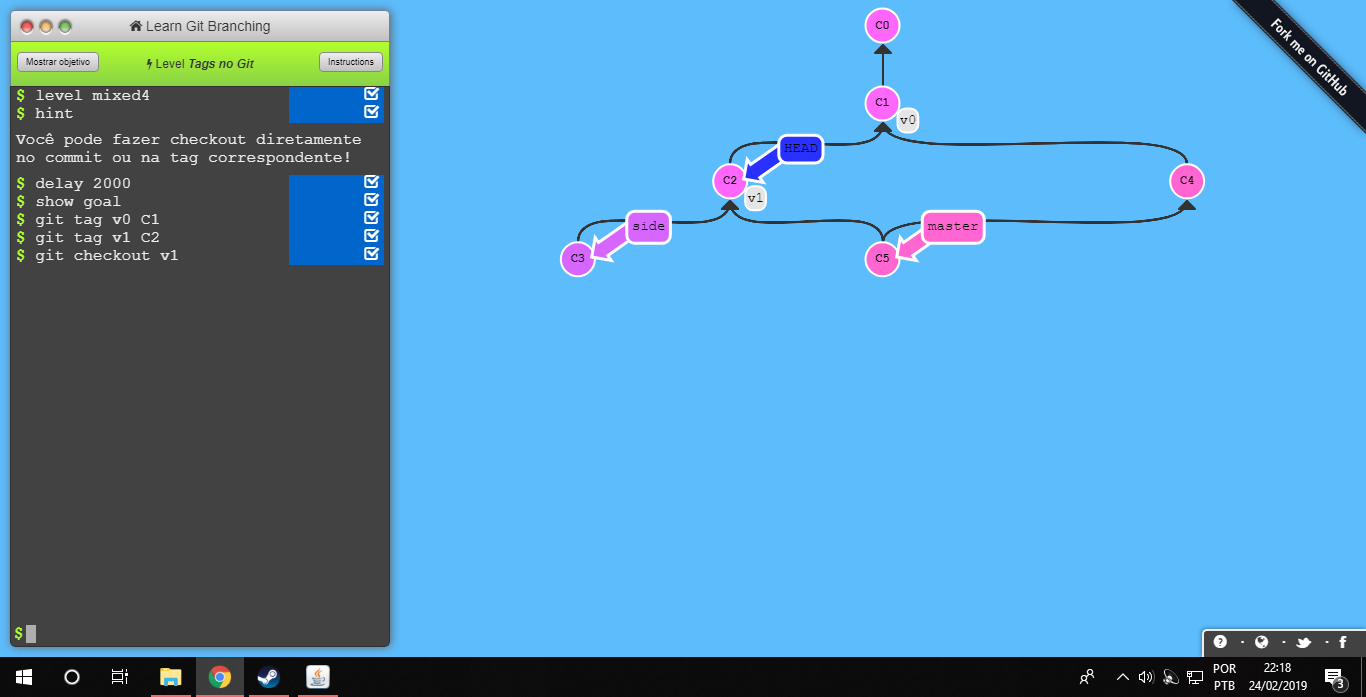 Learn Git Branching
Mostrar objetivo
Level Tags no Git
Instructions
$ level mixed4
$ hint
Você pode fazer checkout diretamente
no commit ou na tag correspondente!
$ delay 2000
$ show goal
$ git tag v0 C1
$ git tag v1 C2
$ git checkout v1
$
C0
C1
v0
HEAD
C2
v1
C4
side
master
C3
C5
Fork me on GitHub
POR
PTB
22:18
24/02/2019
3